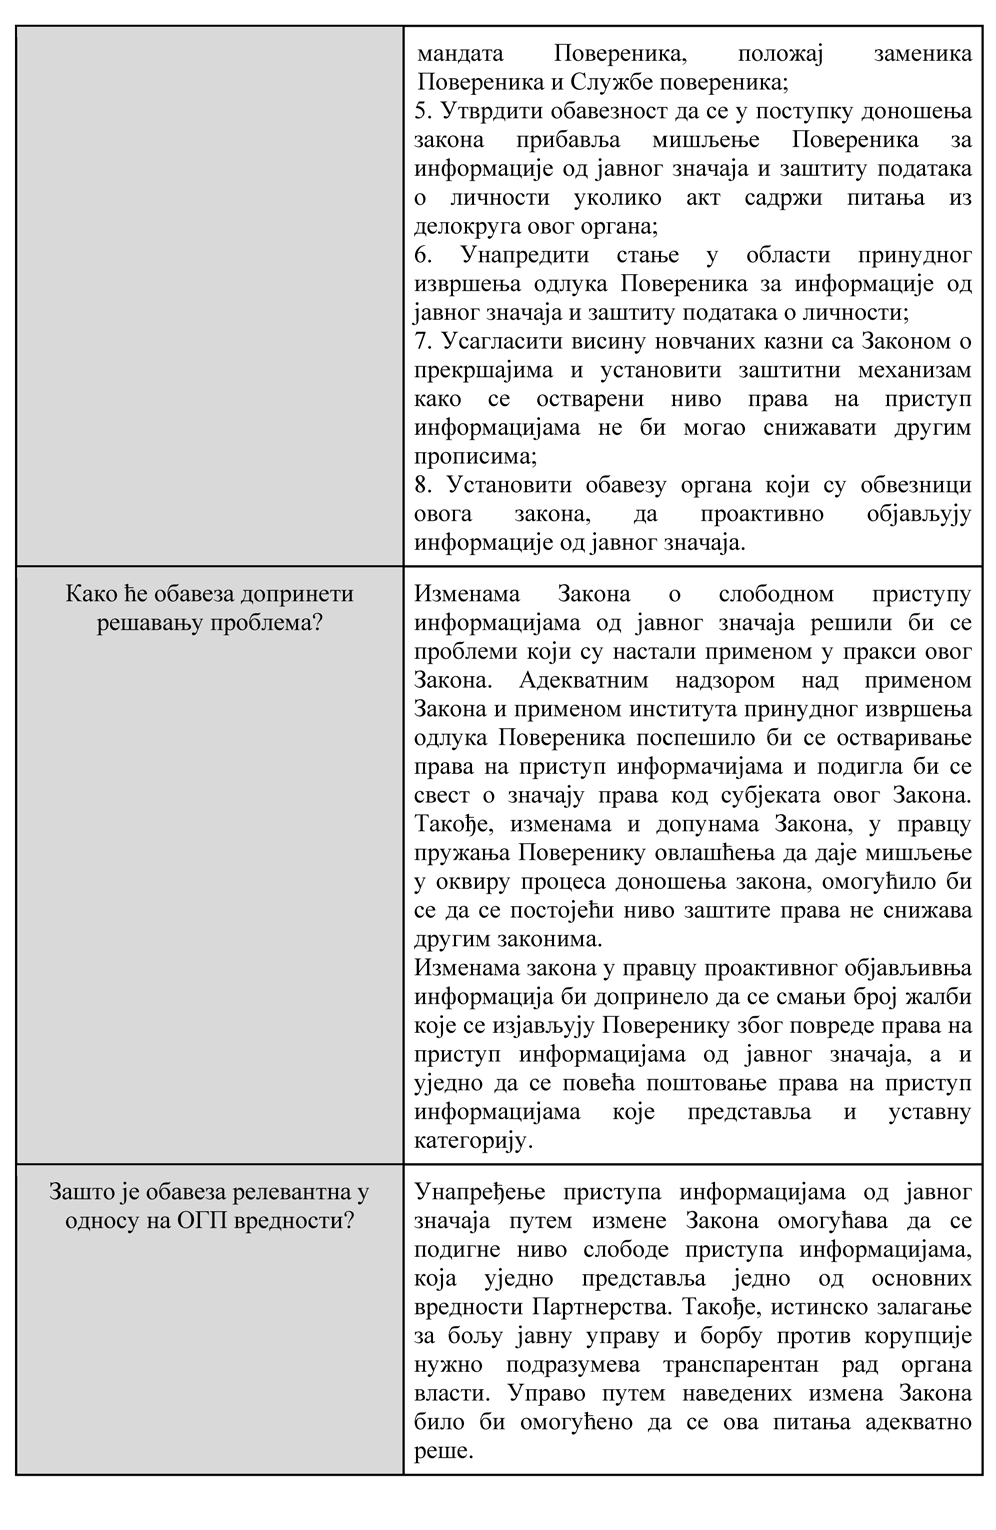 мандата Повереника, положај заменика
Повереника и Службе повереника;
5. Утврдити обавезност да се у поступку доношења
закона прибавља мишљење Повереника за
информације од јавног значаја и заштиту података
о личности уколико акт садржи питања из
делокруга овог органа;
6. Унапредити стање у области принудног
извршења одлука Повереника за информације од
јавног значаја и заштиту података о личности;
7. Усагласити висину новчаних казни са Законом о
прекршајима и установити заштитни механизам
како се остварени ниво права на приступ
информацијама не би могао снижавати другим
прописима;
8. Установити обавезу органа који су обвезници
овога закона, да проактивно објављују
информације од јавног значаја.
Како ће обавеза допринети
решавању проблема?
Изменама Закона о слободном приступу
информацијама од јавног значаја решили би се
проблеми који су настали применом у пракси овог
Закона. Адекватним надзором над применом
Закона и применом института принудног извршења
одлука Повереника поспешило би се остваривање
права на приступ информачијама и подигла би се
свест о значају права код субјеката овог Закона.
Такође, изменама и допунама Закона, у правцу
пружања Поверенику овлашћења да даје мишљење
у оквиру процеса доношења закона, омогућило би
се да се постојећи ниво заштите права не снижава
другим законима.
Изменама закона у правцу проактивног објављивња
информација би допринело да се смањи број жалби
које се изјављују Поверенику због повреде права на
приступ информацијама од јавног значаја, а и
уједно да се повећа поштовање права на приступ
информацијама које представља и уставну
категорију.
Зашто је обавеза релевантна у
односу на ОГП вредности?
Унапређење приступа информацијама од јавног
значаја путем измене Закона омогућава да се
подигне ниво слободе приступа информацијама,
која уједно представља једно од основних
вредности Партнерства. Такође, истинско залагање
за бољу јавну управу и борбу против корупције
нужно подразумева транспарентан рад органа
власти. Управо путем наведених измена Закона
било би омогућено да се ова питања адекватно
реше.